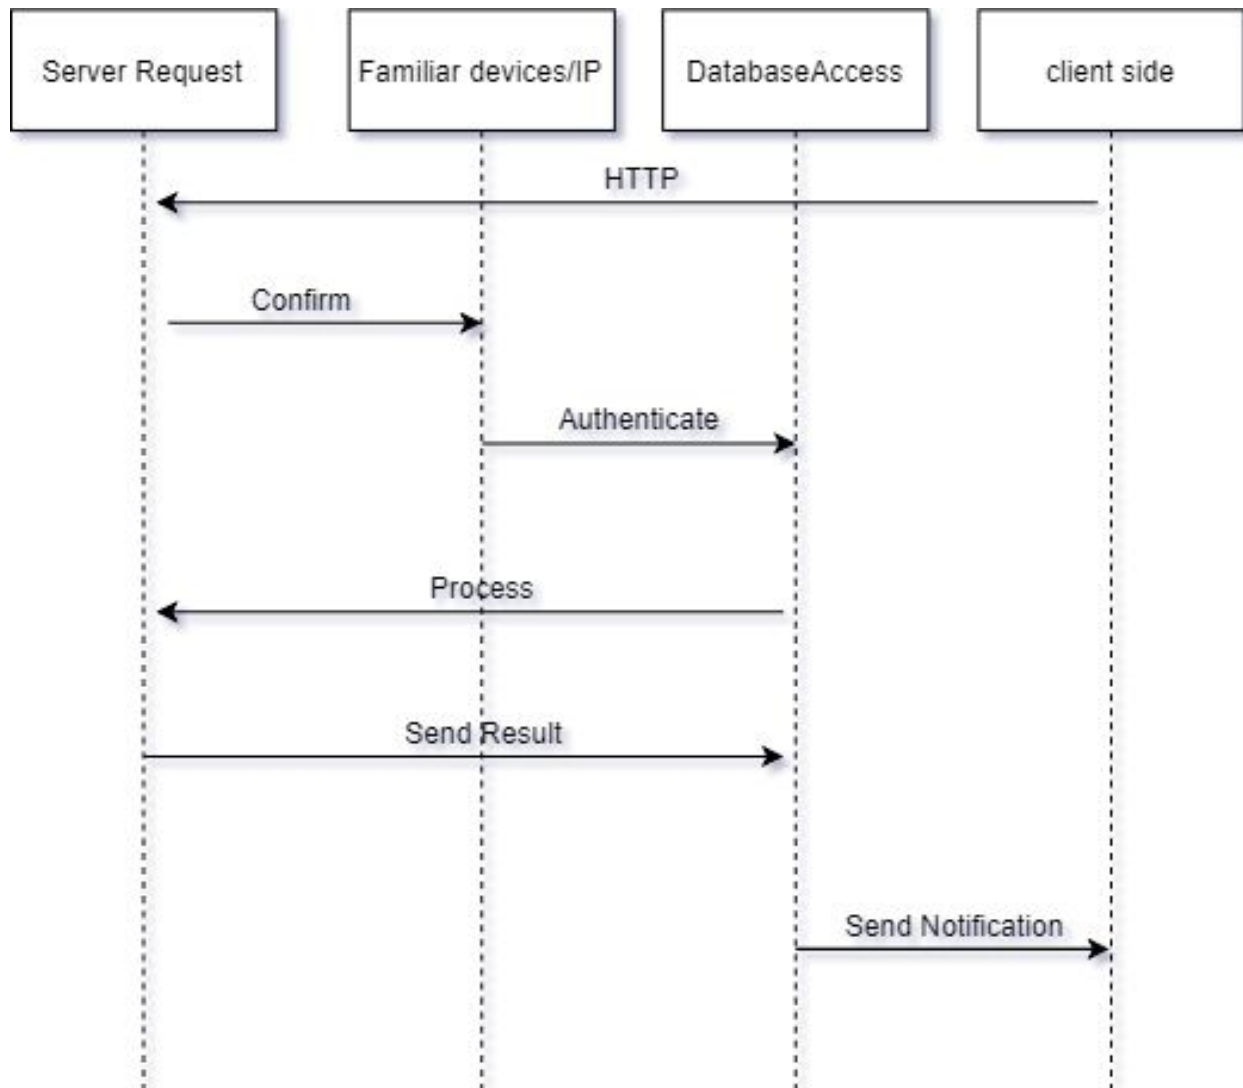 Server Request
Familiar devices/IP
DatabaseAccess
client side
HTTP
Confirm
Authenticate
Process
Send Result
Send Notification